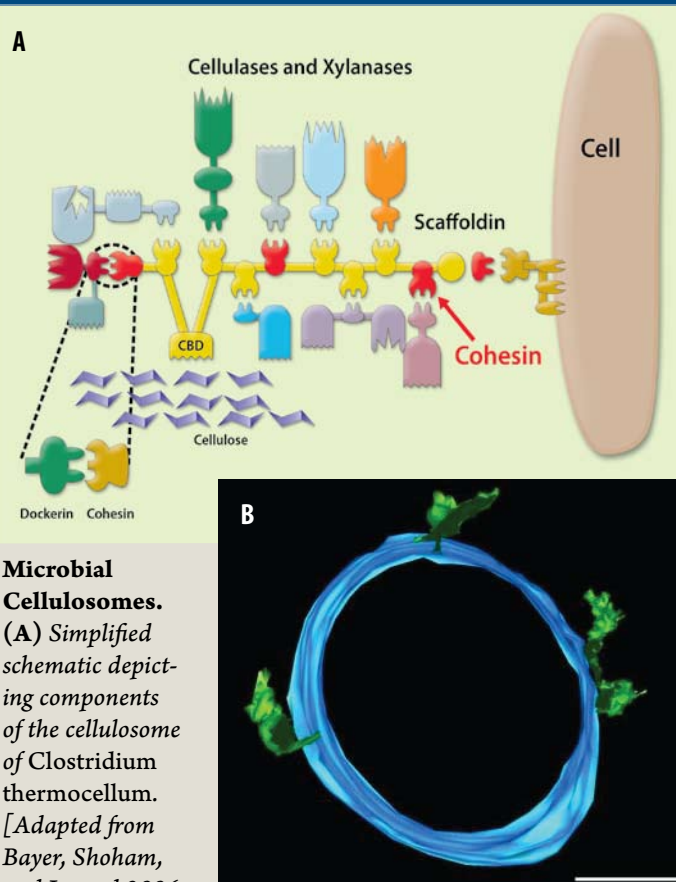 A
Cellulases and Xylanases
Cell
Scaffoldin
Cohesin
CBD
Cellulose
Dockerin Cohesin
B
Microbial
Cellulosomes.
(A) Simplified
schematic depict-
ing components
of the cellulosome
of Clostridium
thermocellum.
[Adapted from
Bayer, Shoham,